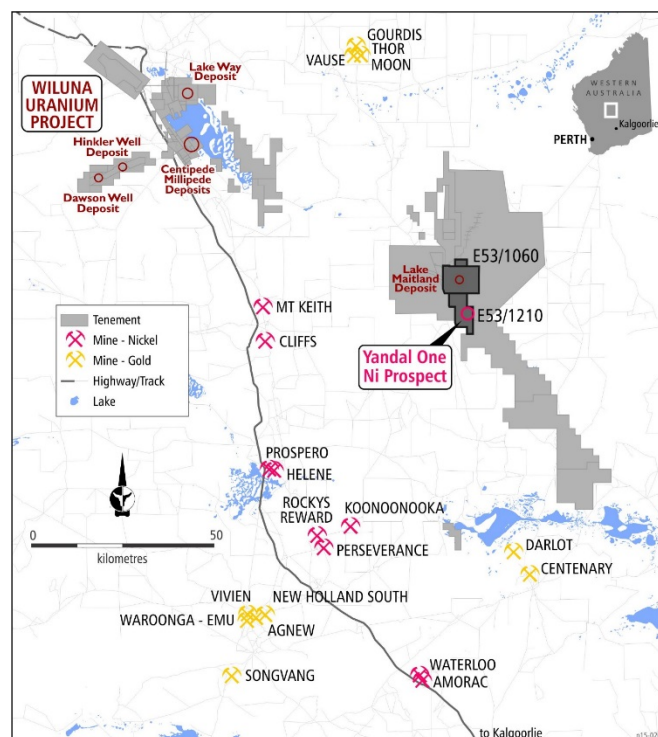 GOURDIS
THOR
VAUSE
MOON
WESTERN
AUSTRALIA
Kalgoorlie
PERTH
WILUNA
URANIUM
PROJECT
Lake Way
Deposit
Hinkler Well
Deposit
Dawson Well
Deposit
Centipede
Millipede
Deposits
Lake
Maitland
Deposit
E53/1060
E53/1210
Yandal One
Ni Prospect
MT KEITH
CLIFFS
Tenement
Mine - Nickel
Mine - Gold
Highway/Track
Lake
PROSPERO
HELENE
ROCKYS
REWARD
KOONOONOOKA
PERSEVERANCE
0
50
kilometres
DARLOT
CENTENARY
VIVIEN
NEW HOLLAND SOUTH
WAROONGA - EMU
AGNEW
SONGVANG
WATERLOO
AMORAC
to Kalgoorlie